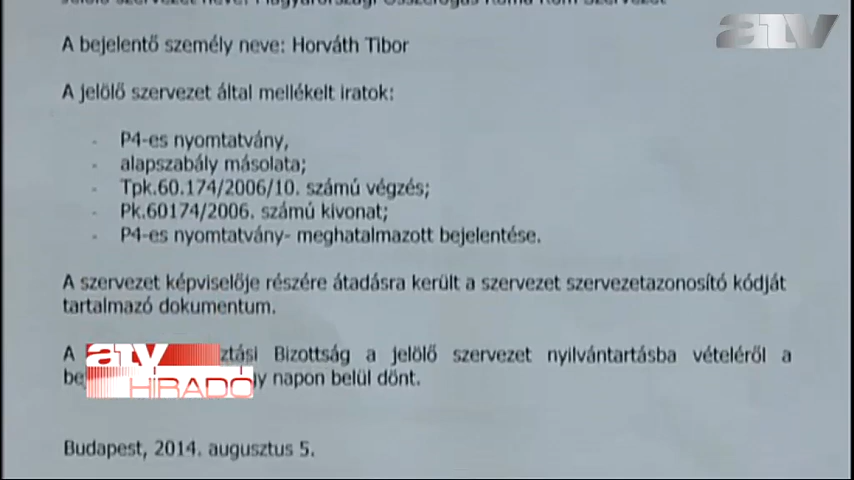 atv
A bejelentő személy neve: Horváth Tibor
A jelölő szervezet által mellékelt iratok:
- P4-es nyomtatvány,
- alapszabály másolata;
- Tpk.60.174/2006/10. számú végzés;
- Pk.60174/2006. számú kivonat;
- P4-es nyomtatvány- meghatalmazott bejelentése.
A szervezet képviselője részére átadásra került a szervezet szervezetazonosító kódját
tartalmazó dokumentum.
A Bizottság a jelölő szervezet nyilvántartásba vételéről a
napon belül dönt.
atv
HÍRADÓ
Budapest, 2014. augusztus 5.